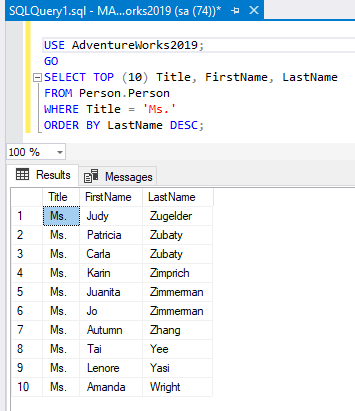 SQLQuery1.sql - MA...orks2019 (sa (74))*
USE AdventureWorks2019;
GO
SELECT TOP (10) Title, FirstName, LastName
FROM Person.Person
WHERE Title = 'Ms.'
ORDER BY LastName DESC;
100 %
Results Messages
Title FirstName LastName
1 Ms. Judy Zugelder
2 Ms. Patricia Zubaty
3 Ms. Carla Zubaty
4 Ms. Karin Zimprich
5 Ms. Juanita Zimmerman
6 Ms. Jo Zimmerman
7 Ms. Autumn Zhang
8 Ms. Tai Yee
9 Ms. Lenore Yasi
10 Ms. Amanda Wright